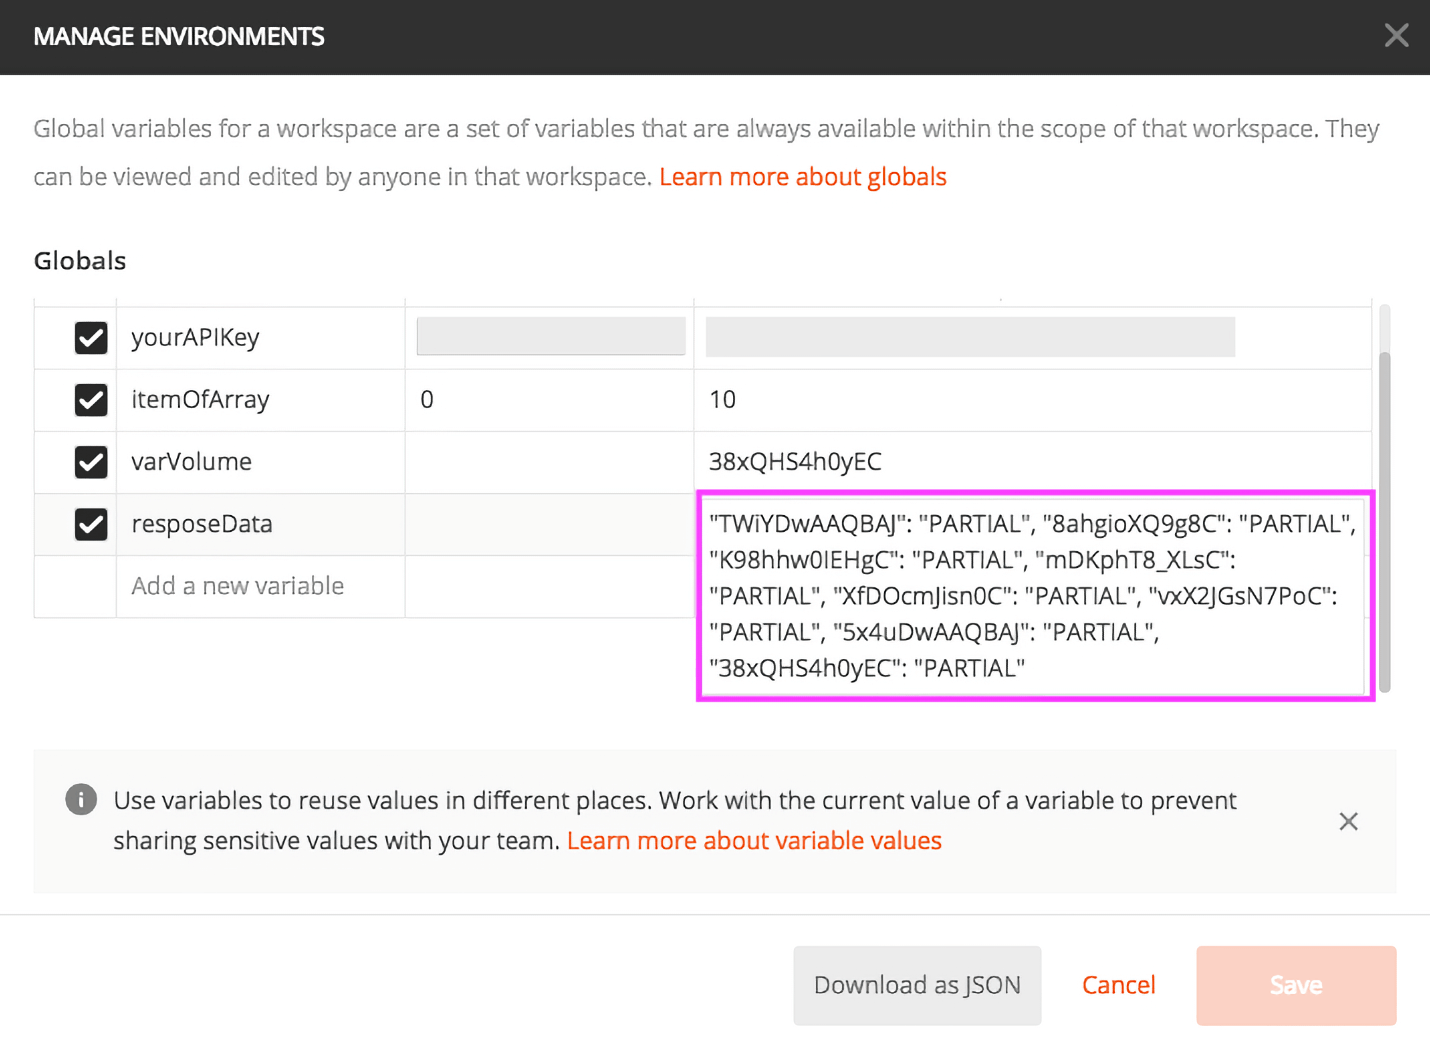 MANAGE ENVIRONMENTS
Global variables for a workspace are a set of variables that are always available within the scope of that workspace. They
can be viewed and edited by anyone in that workspace. Learn more about globals
Globals
yourAPIKey
itemOfArray 0 10
varVolume 38xQHS4h0yEC
resposeData "TWiYDwAAQBAJ": "PARTIAL", "8ahgioXQ9g8C": "PARTIAL",
"K98hhw0lEHgC": "PARTIAL", "mDKphT8_XLsC":
Add a new variable "PARTIAL", "XfDOcmJisn0C": "PARTIAL", "vxX2JGsN7PoC":
"PARTIAL", "5x4uDwAAQBAJ": "PARTIAL",
"38xQHS4h0yEC": "PARTIAL"
Use variables to reuse values in different places. Work with the current value of a variable to prevent
sharing sensitive values with your team. Learn more about variable values
Download as JSON Cancel Save